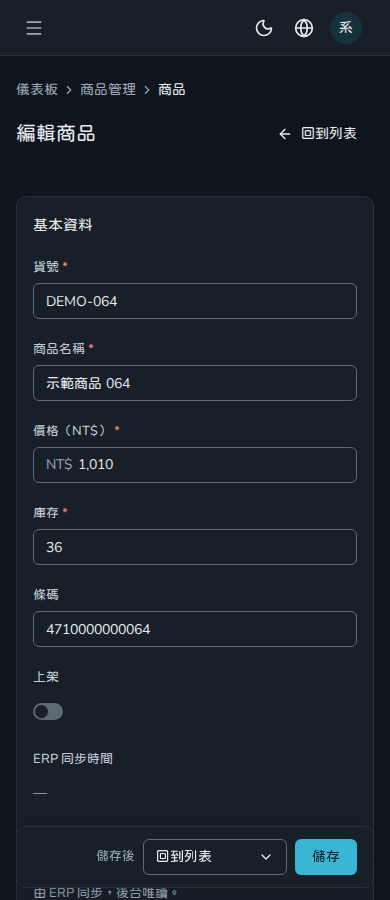 系
儀表板 > 商品管理 > 商品
編輯商品
← 回到列表
基本資料
貨號 *
DEMO-064
商品名稱 *
示範商品 064
價格（NT$） *
NT$ 1,010
庫存 *
36
條碼
4710000000064
上架
ERP 同步時間
—
儲存後
回到列表
儲存
由 ERP 同步，後台唯讀。